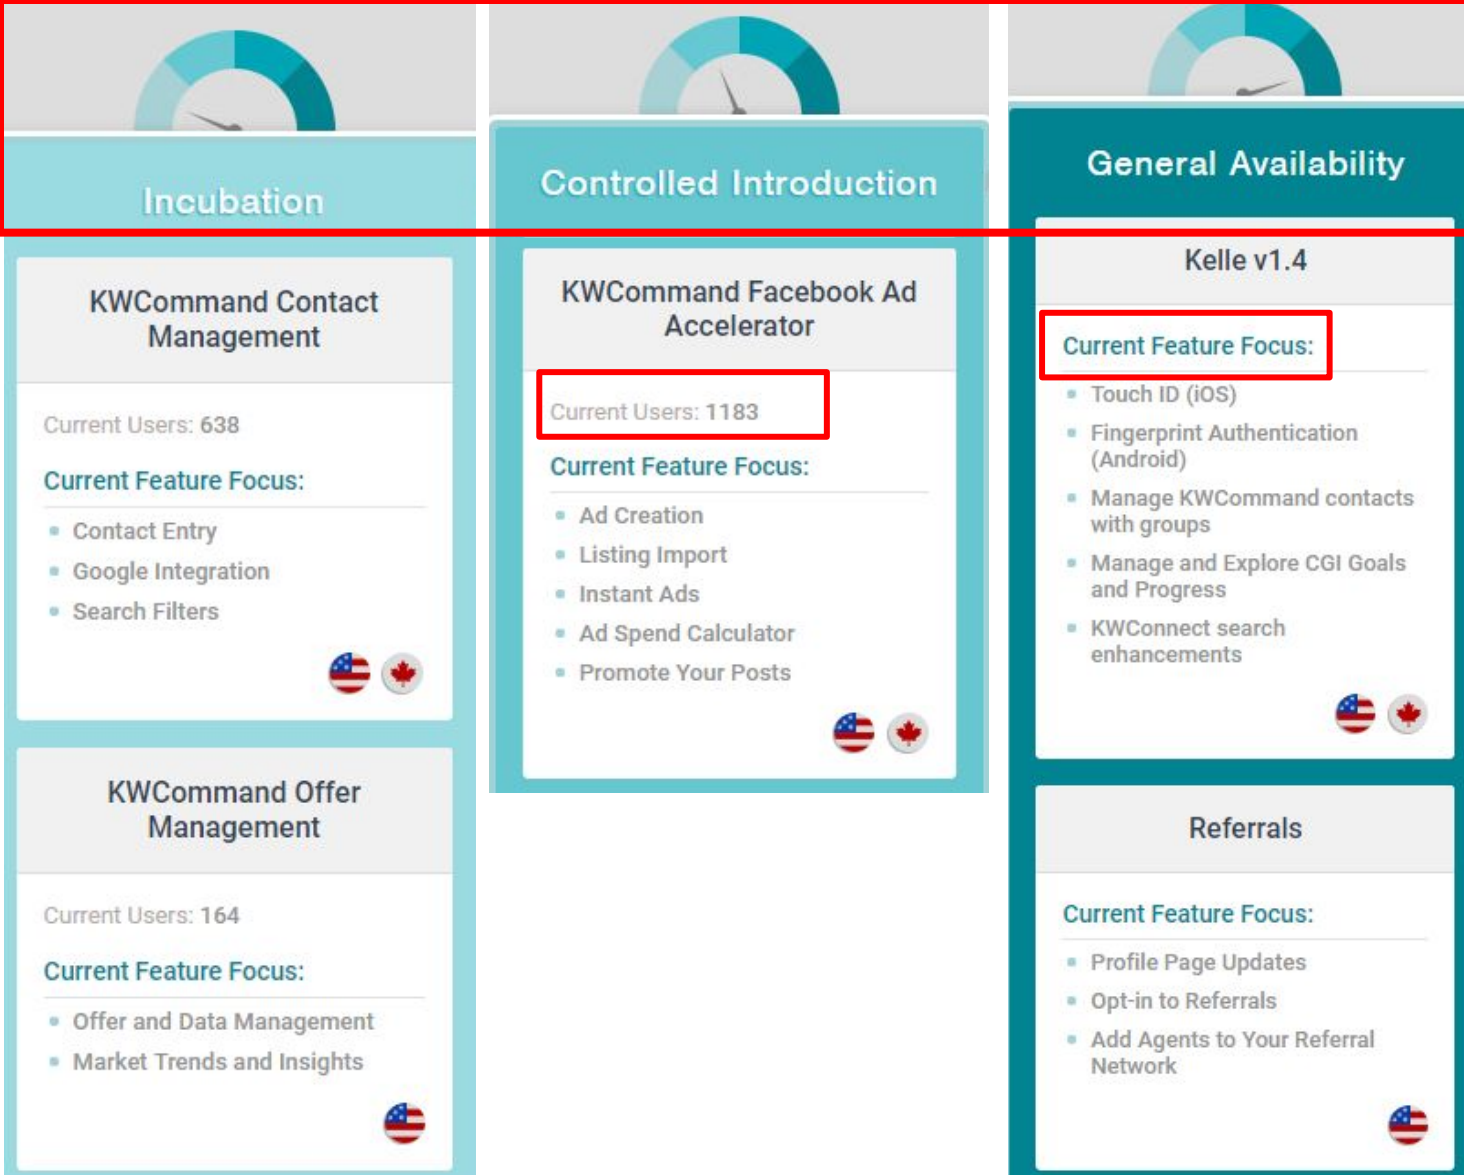 Incubation
KWCommand Contact
Management
Current Users: 638
Current Feature Focus:
Contact Entry
Google Integration
Search Filters
KWCommand Offer
Management
Current Users: 164
Current Feature Focus:
Offer and Data Management
Market Trends and Insights
Controlled Introduction
KWCommand Facebook Ad
Accelerator
Current Users: 1183
Current Feature Focus:
Ad Creation
Listing Import
Instant Ads
Ad Spend Calculator
Promote Your Posts
General Availability
Kelle v1.4
Current Feature Focus:
Touch ID (iOS)
Fingerprint Authentication
(Android)
Manage KWCommand contacts
with groups
Manage and Explore CGI Goals
and Progress
KWConnect search
enhancements
Referrals
Current Feature Focus:
Profile Page Updates
Opt-in to Referrals
Add Agents to Your Referral
Network